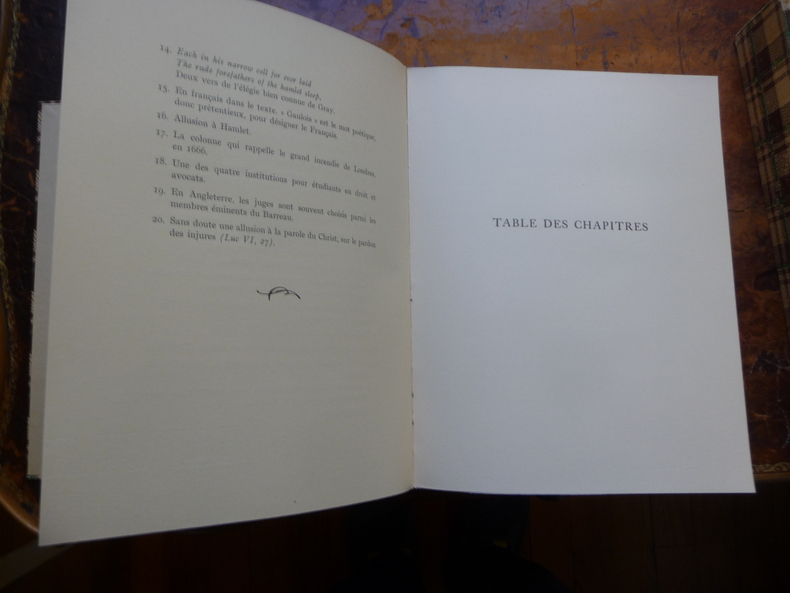 14. Each in his narrow cell for ever laid
The rude forefathers of the hamlet sleep,
Deux vers de l'élégie bien connue de Gray.
15. En français dans le texte. « Gaulois » est le mot poétique,
donc prétentieux, pour désigner le Français.
16. Allusion à Hamlet.
17. La colonne qui rappelle le grand incendie de Londres,
en 1666.
18. Une des quatre institutions pour étudiants en droit et
avocats.
19. En Angleterre, les juges sont souvent choisis parmi les
membres éminents du Barreau.
20. Sans doute une allusion à la parole du Christ, sur le pardon
des injures (Luc VI, 27).
TABLE DES CHAPITRES